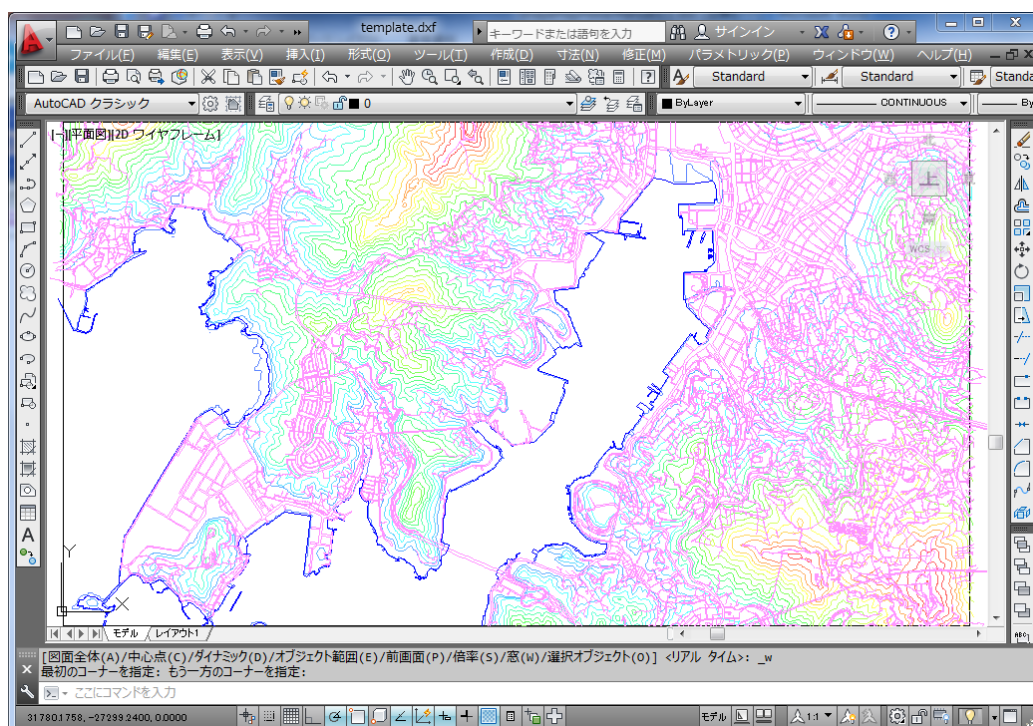 template.dxf
キーワードまたは語句を入力
サインイン
ファイル(F) 編集(E) 表示(V) 挿入(I) 形式(O) ツール(T) 作成(D) 寸法(N) 修正(M) パラメトリック(P) ウィンドウ(W) ヘルプ(H)
Standard Standard Standa
AutoCAD クラシック 0 ByLayer CONTINUOUS By
[-][平面図][2D ワイヤフレーム]
上
WCS
Y
X
A
モデル レイアウト1
[図面全体(A)/中心点(C)/ダイナミック(D)/オブジェクト範囲(E)/前画面(P)/倍率(S)/窓(W)/選択オブジェクト(O)] <リアル タイム>: _w
最初のコーナーを指定: もう一方のコーナーを指定:
ここにコマンドを入力
317801758, -27299.2400, 0.0000 モデル 1:1